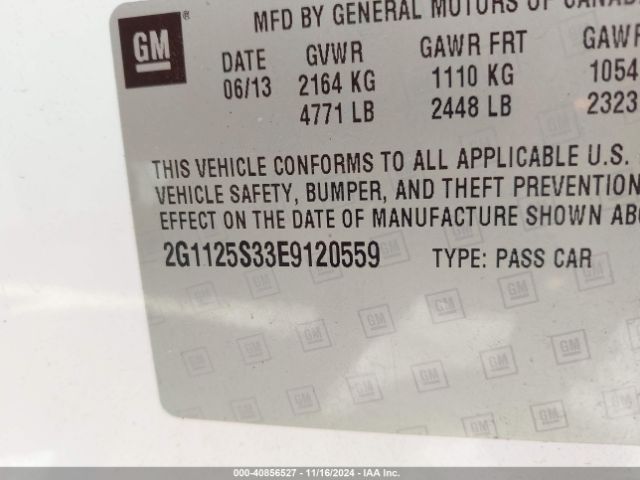 GM ®
MFD BY GENERAL MOTORS OF CANADA
DATE GVWR GAWR FRT GAWR
06/13 2164 KG 1110 KG 1054
4771 LB 2448 LB 2323
THIS VEHICLE CONFORMS TO ALL APPLICABLE U.S.
VEHICLE SAFETY, BUMPER, AND THEFT PREVENTION
EFFECT ON THE DATE OF MANUFACTURE SHOWN ABO
2G1125S33E9120559 TYPE: PASS CAR
000-40856527 - 11/16/2024 - IAA Inc.